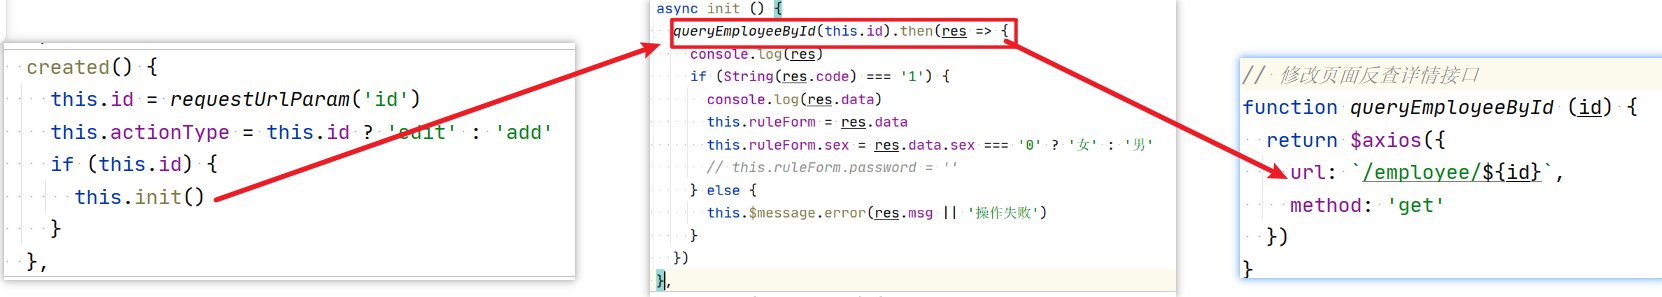 created() {
this.id = requestUrlParam('id')
this.actionType = this.id ? 'edit' : 'add'
if (this.id) {
this.init()
}
},
async init () {
queryEmployeeById(this.id).then(res => {
console.log(res)
if (String(res.code) === '1') {
console.log(res.data)
this.ruleForm = res.data
this.ruleForm.sex = res.data.sex === '0' ? '女' : '男'
// this.ruleForm.password = ''
} else {
this.$message.error(res.msg || '操作失败')
}
})
},
// 修改页面反查详情接口
function queryEmployeeById (id) {
return $axios({
url: `/employee/${id}`,
method: 'get'
})
}